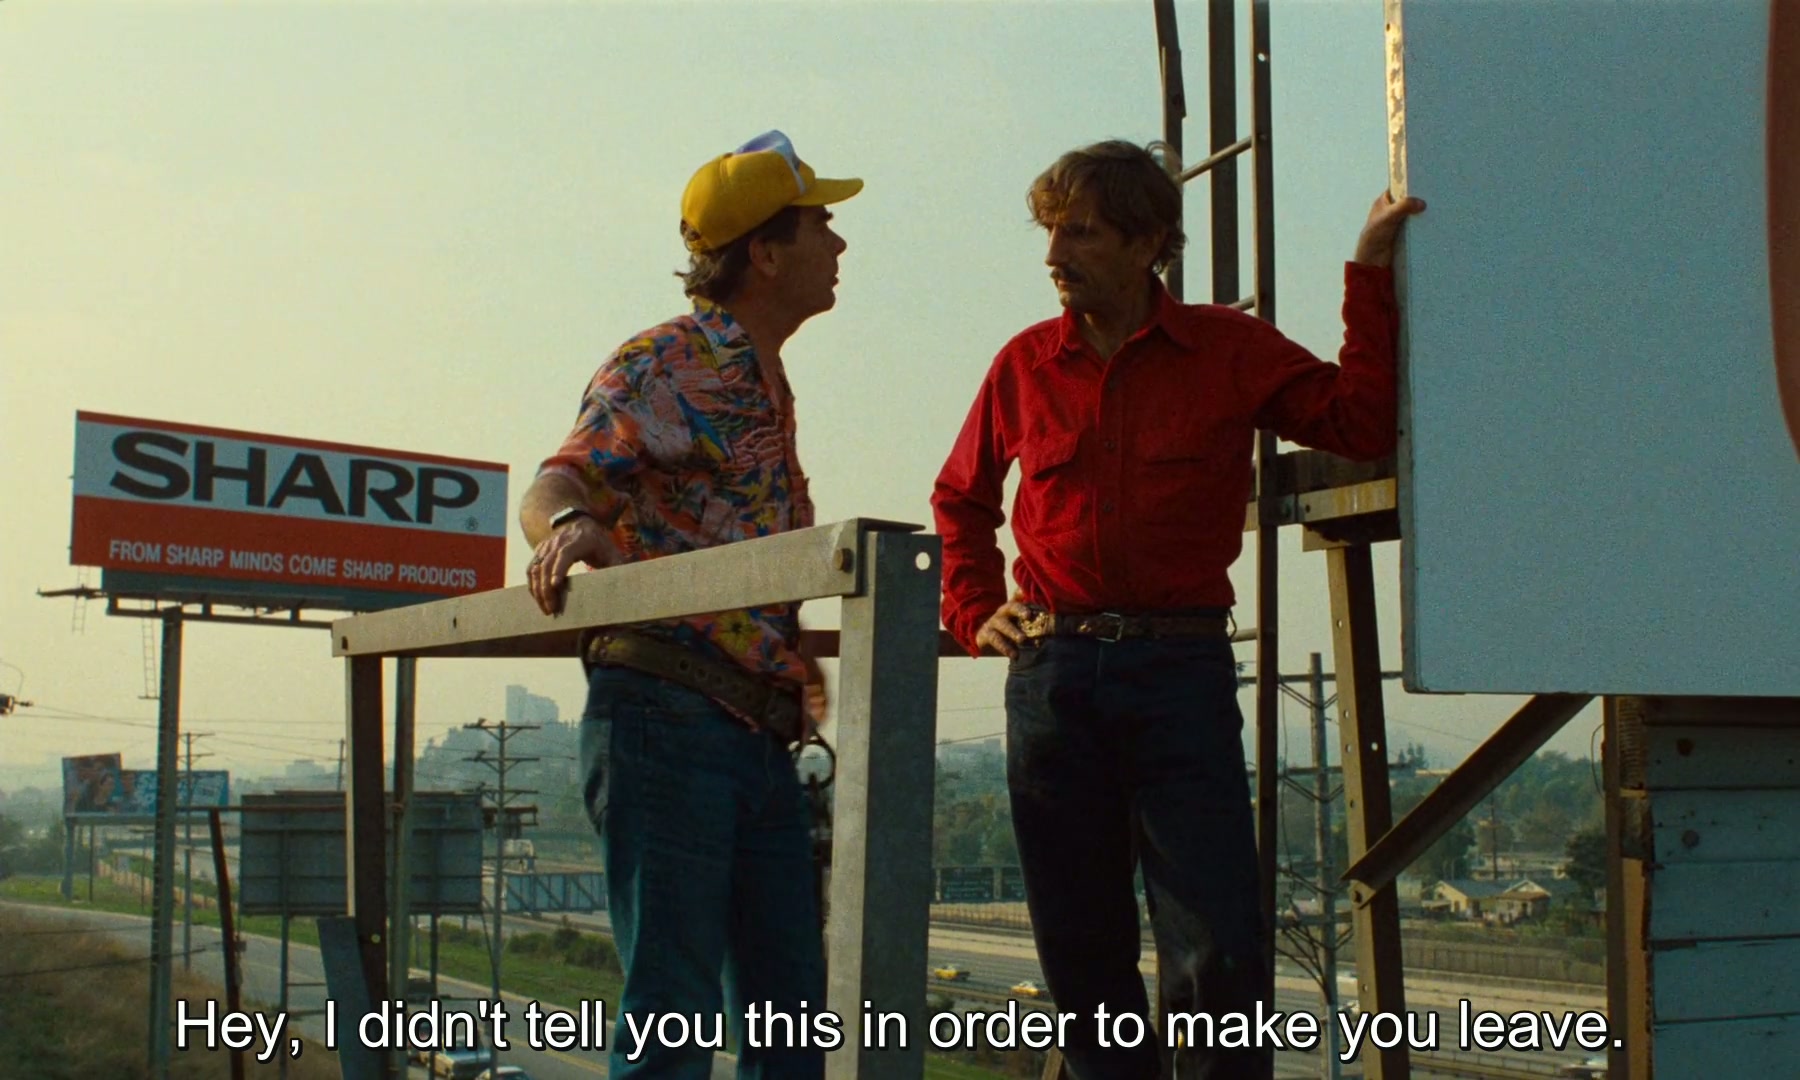 SHARP®
FROM SHARP MINDS COME SHARP PRODUCTS
Hey, I didn't tell you this in order to make you leave.